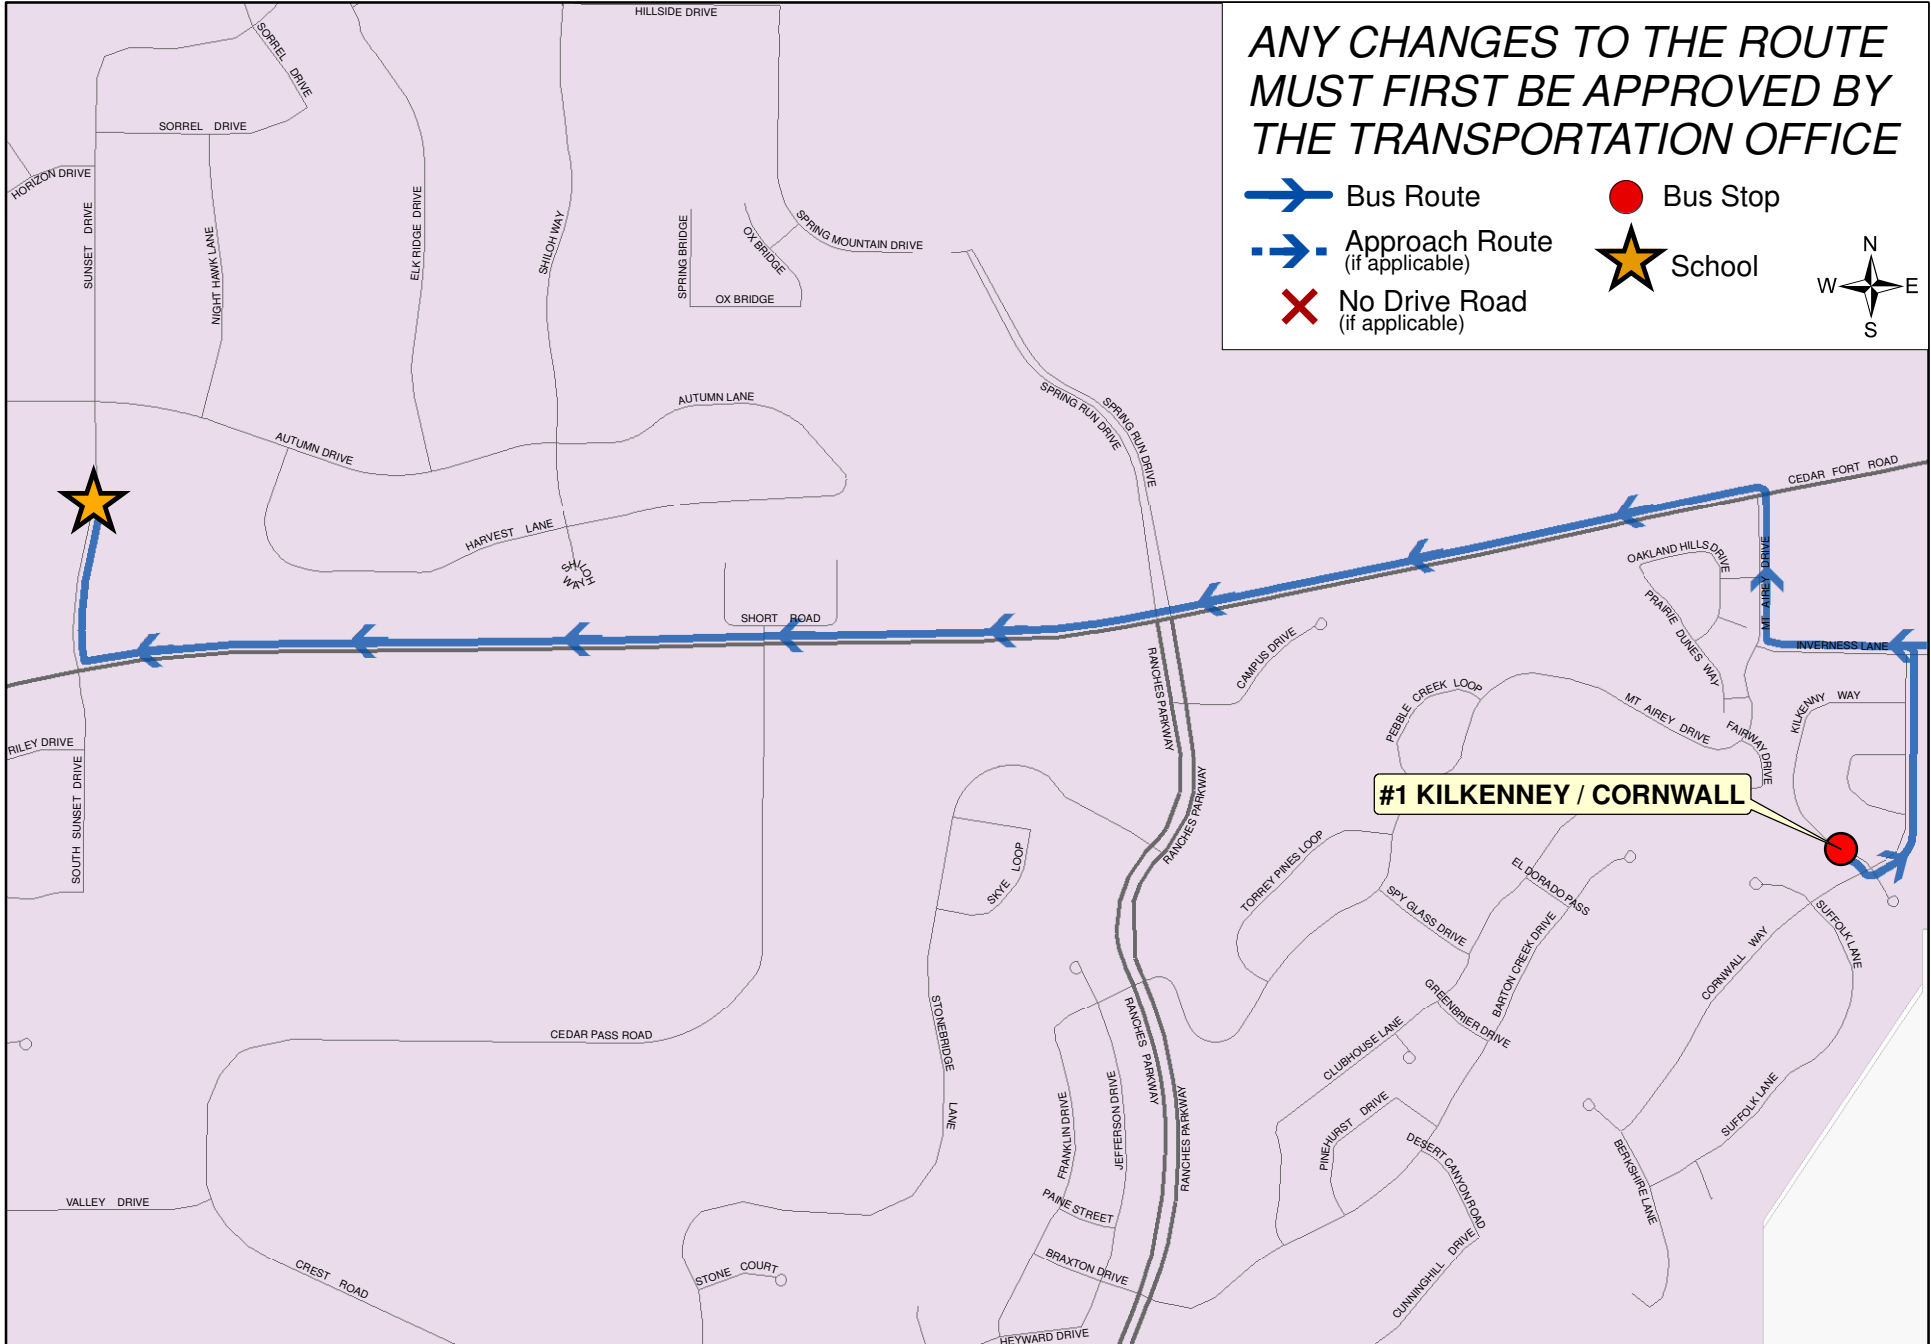 ANY CHANGES TO THE ROUTE
MUST FIRST BE APPROVED BY
THE TRANSPORTATION OFFICE
Bus Route
Bus Stop
Approach Route
(if applicable)
School
No Drive Road
(if applicable)
N
W
E
S
HILLSIDE DRIVE
SORREL DRIVE
SORREL DRIVE
HORIZON DRIVE
SUNSET DRIVE
NIGHT HAWK LANE
ELK RIDGE DRIVE
SHILOH WAY
SPRING BRIDGE
OX BRIDGE
OX BRIDGE
SPRING MOUNTAIN DRIVE
SPRING RUN DRIVE
SPRING RUN DRIVE
AUTUMN LANE
AUTUMN DRIVE
HARVEST LANE
SHILOH
WAY
SHORT ROAD
CEDAR FORT ROAD
OAKLAND HILLS DRIVE
MT AIREY DRIVE
PRAIRIE DUNES WAY
INVERNESS LANE
CAMPUS DRIVE
RANCHES PARKWAY
PEBBLE CREEK LOOP
MT AIREY DRIVE
FAIRWAY DRIVE
KILKENNY WAY
RILEY DRIVE
SOUTH SUNSET DRIVE
#1 KILKENNEY / CORNWALL
RANCHES PARKWAY
SKYE LOOP
TORREY PINES LOOP
EL DORADO PASS
SPY GLASS DRIVE
BARTON CREEK DRIVE
SUFFOLK LANE
CORNWALL WAY
GREENBRIER DRIVE
CLUBHOUSE LANE
STONEBRIDGE LANE
CEDAR PASS ROAD
RANCHES PARKWAY
RANCHES PARKWAY
FRANKLIN DRIVE
JEFFERSON DRIVE
PINEHURST DRIVE
DESERT CANYON ROAD
SUFFOLK LANE
BERKSHIRE LANE
VALLEY DRIVE
PAINE STREET
BRAXTON DRIVE
CREST ROAD
STONE COURT
CUNNINGHILL DRIVE
HEYWARD DRIVE